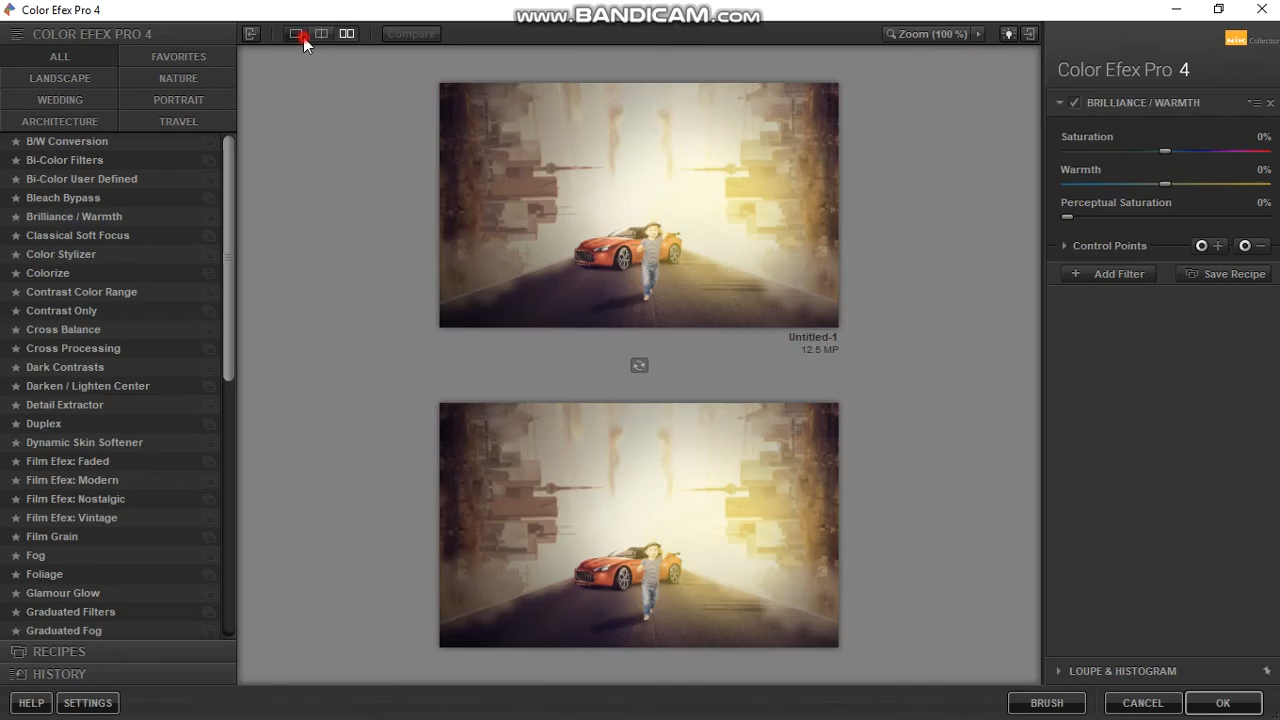 Color Efex Pro 4
www.BANDICAM.com
COLOR EFEX PRO 4
Compare
Zoom (100 %)
Nik Collection
ALL
FAVORITES
LANDSCAPE
NATURE
WEDDING
PORTRAIT
ARCHITECTURE
TRAVEL
B/W Conversion
Bi-Color Filters
Bi-Color User Defined
Bleach Bypass
Brilliance / Warmth
Classical Soft Focus
Color Stylizer
Colorize
Contrast Color Range
Contrast Only
Cross Balance
Cross Processing
Dark Contrasts
Darken / Lighten Center
Detail Extractor
Duplex
Dynamic Skin Softener
Film Efex: Faded
Film Efex: Modern
Film Efex: Nostalgic
Film Efex: Vintage
Film Grain
Fog
Foliage
Glamour Glow
Graduated Filters
Graduated Fog
RECIPES
HISTORY
HELP
SETTINGS
Untitled-1
12.5 MP
Color Efex Pro 4
BRILLIANCE / WARMTH
Saturation 0%
Warmth 0%
Perceptual Saturation 0%
Control Points
Add Filter
Save Recipe
LOUPE & HISTOGRAM
BRUSH
CANCEL
OK